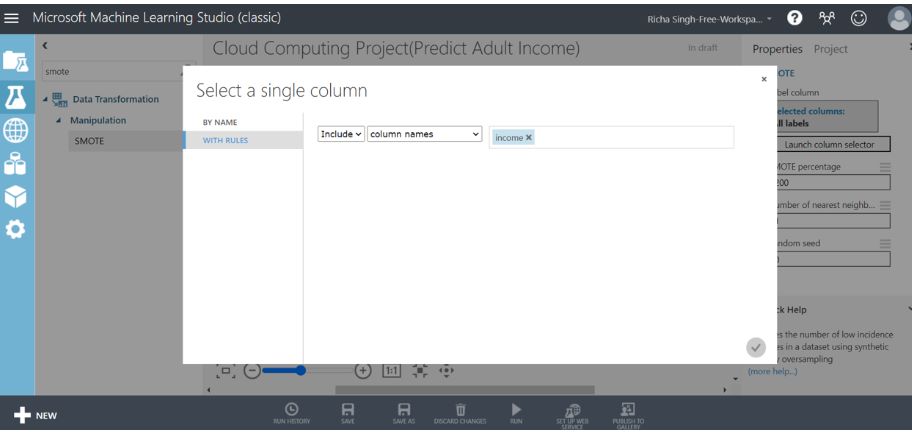 Microsoft Machine Learning Studio (classic)
Richa Singh-Free-Workspa...
?
Cloud Computing Project(Predict Adult Income)
In draft
Properties Project
smote
Data Transformation
Manipulation
SMOTE
Select a single column
×
BY NAME
WITH RULES
Include
column names
income ×
OTE
bel column
elected columns:
ll labels
Launch column selector
MOTE percentage
200
umber of nearest neighb...
ndom seed
ck Help
es the number of low incidence
es in a dataset using synthetic
y oversampling
(more help...)
1:1
NEW
RUN HISTORY
SAVE
SAVE AS
DISCARD CHANGES
RUN
SET UP WEB
SERVICE
PUBLISH TO
GALLERY